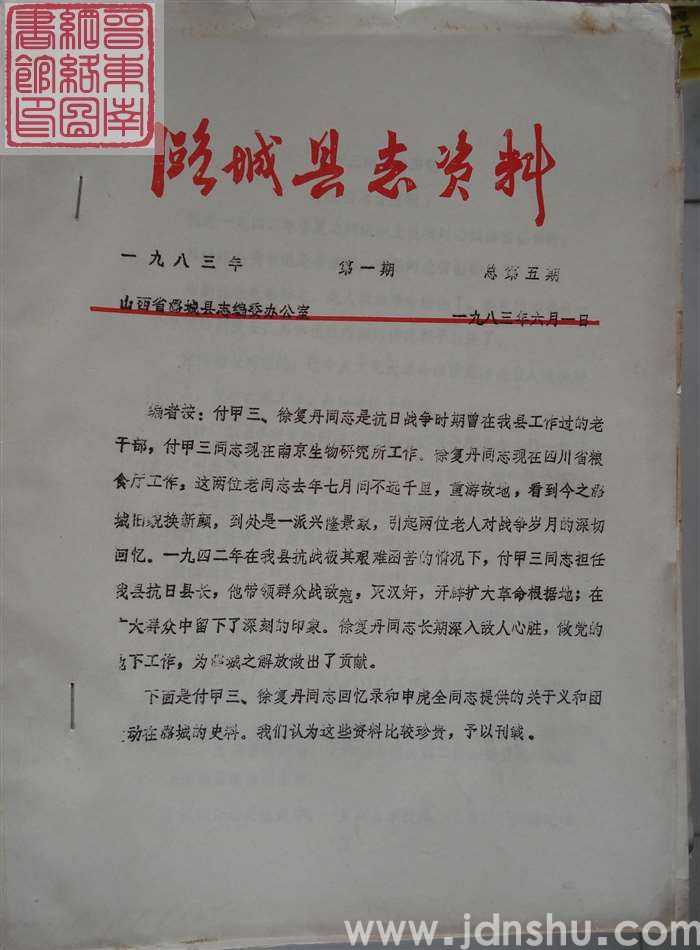 晋东南
网络图
书馆印
潞城县志资料
一九八三年 第一期 总第五期
山西省潞城县志编委办公室 一九八三年六月一日
编者按：付甲三、徐复丹同志是抗日战争时期曾在我县工作过的老
干部，付甲三同志现在南京生物研究所工作。徐复丹同志现在四川省粮
食厅工作，这两位老同志去年七月间不远千里，重游故地，看到今之潞
城旧貌换新颜，到处是一派兴隆景象，引起两位老人对战争岁月的深切
回忆。一九四二年在我县抗战极其艰难困苦的情况下，付甲三同志担任
我县抗日县长，他带领群众战敌寇，灭汉奸，开辟扩大革命根据地；在
广大群众中留下了深刻的印象。徐复丹同志长期深入敌人心脏，做党的
地下工作，为潞城之解放做出了贡献。
下面是付甲三、徐复丹同志回忆录和申虎全同志提供的关于义和团
动在潞城的史料。我们认为这些资料比较珍贵，予以刊载。
www.jdnshu.com